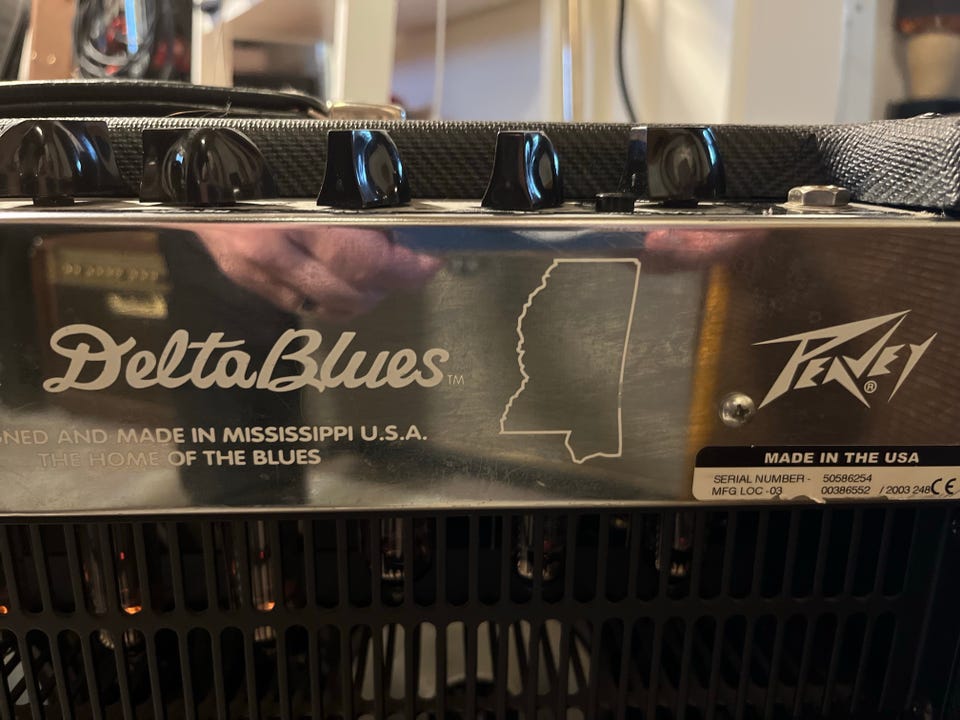 DeltaBlues™
NED AND MADE IN MISSISSIPPI U.S.A.
THE HOME OF THE BLUES
PEAVEY®
MADE IN THE USA
SERIAL NUMBER - 50586254
MFG LOC -03 00386552 / 2003 248 CE